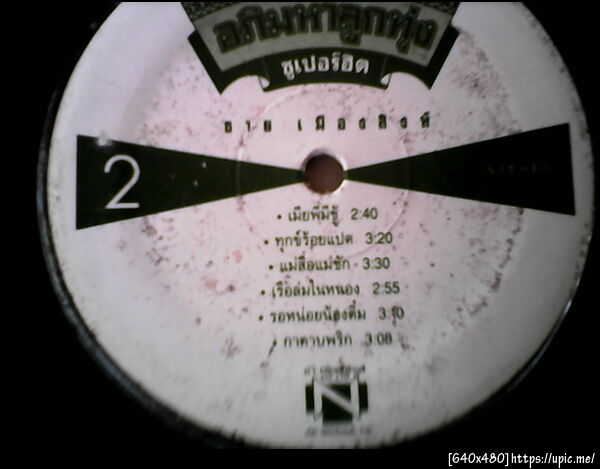 อภิมหาลูกทุ่ง
ซูเปอร์ฮิต
ชาย เมืองสิงห์
2
• เมียพี่มีชู้ 2:40
• ทุกข์ร้อยแปด 3:20
• แม่สื่อแม่ชัก 3:30
• เรือล่มในหนอง 2:55
• รอหน่อยน้องติ๋ม 3:10
• กาคาบพริก 3:08
N
[640x480]https://upic.me/